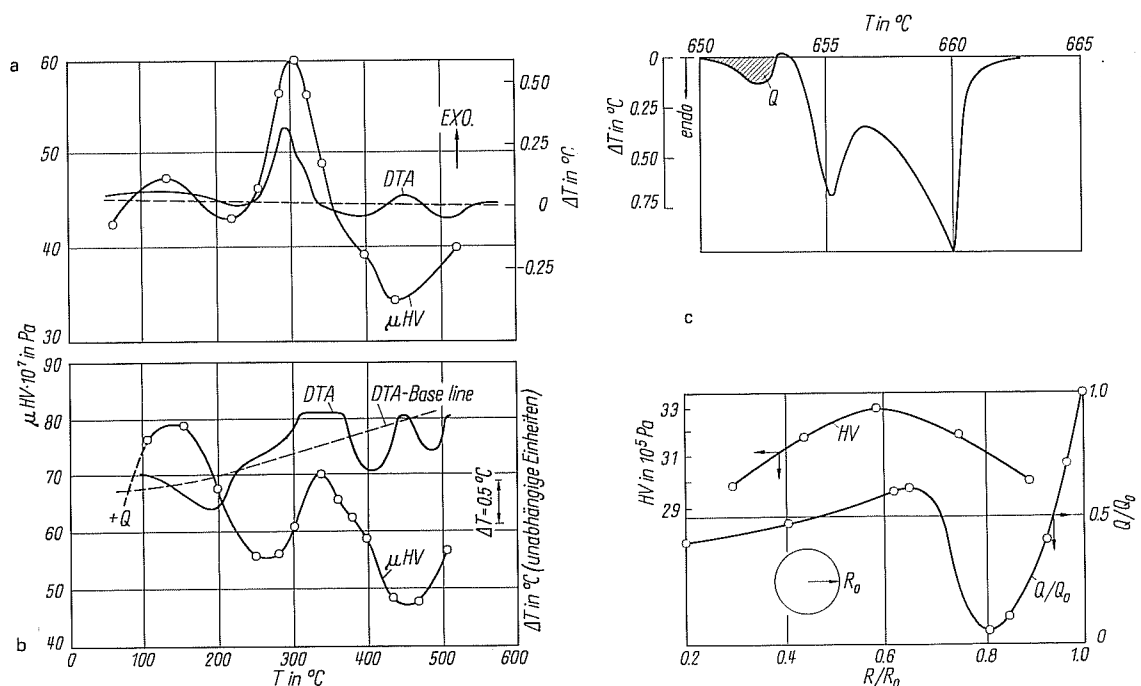 a
60
50
40
30
0.50
0.25
0
0.25
ΔT in °C
EXO.
DTA
μHV
μHV·10⁷ in Pa
b
90
80
70
60
50
40
DTA
DTA-Base line
+Q
μHV
ΔT=0.5 °C
ΔT in °C (unabhängige Einheiten)
0 100 200 300 400 500 600
T in °C
T in °C
650 655 660 665
0
0.25
0.75
ΔT in °C
endo
Q
c
33
31
29
HV in 10⁵ Pa
HV
1.0
0.5
0
Q/Q₀
Q/Q₀
R₀
0.2 0.4 0.6 0.8 1.0
R/R₀